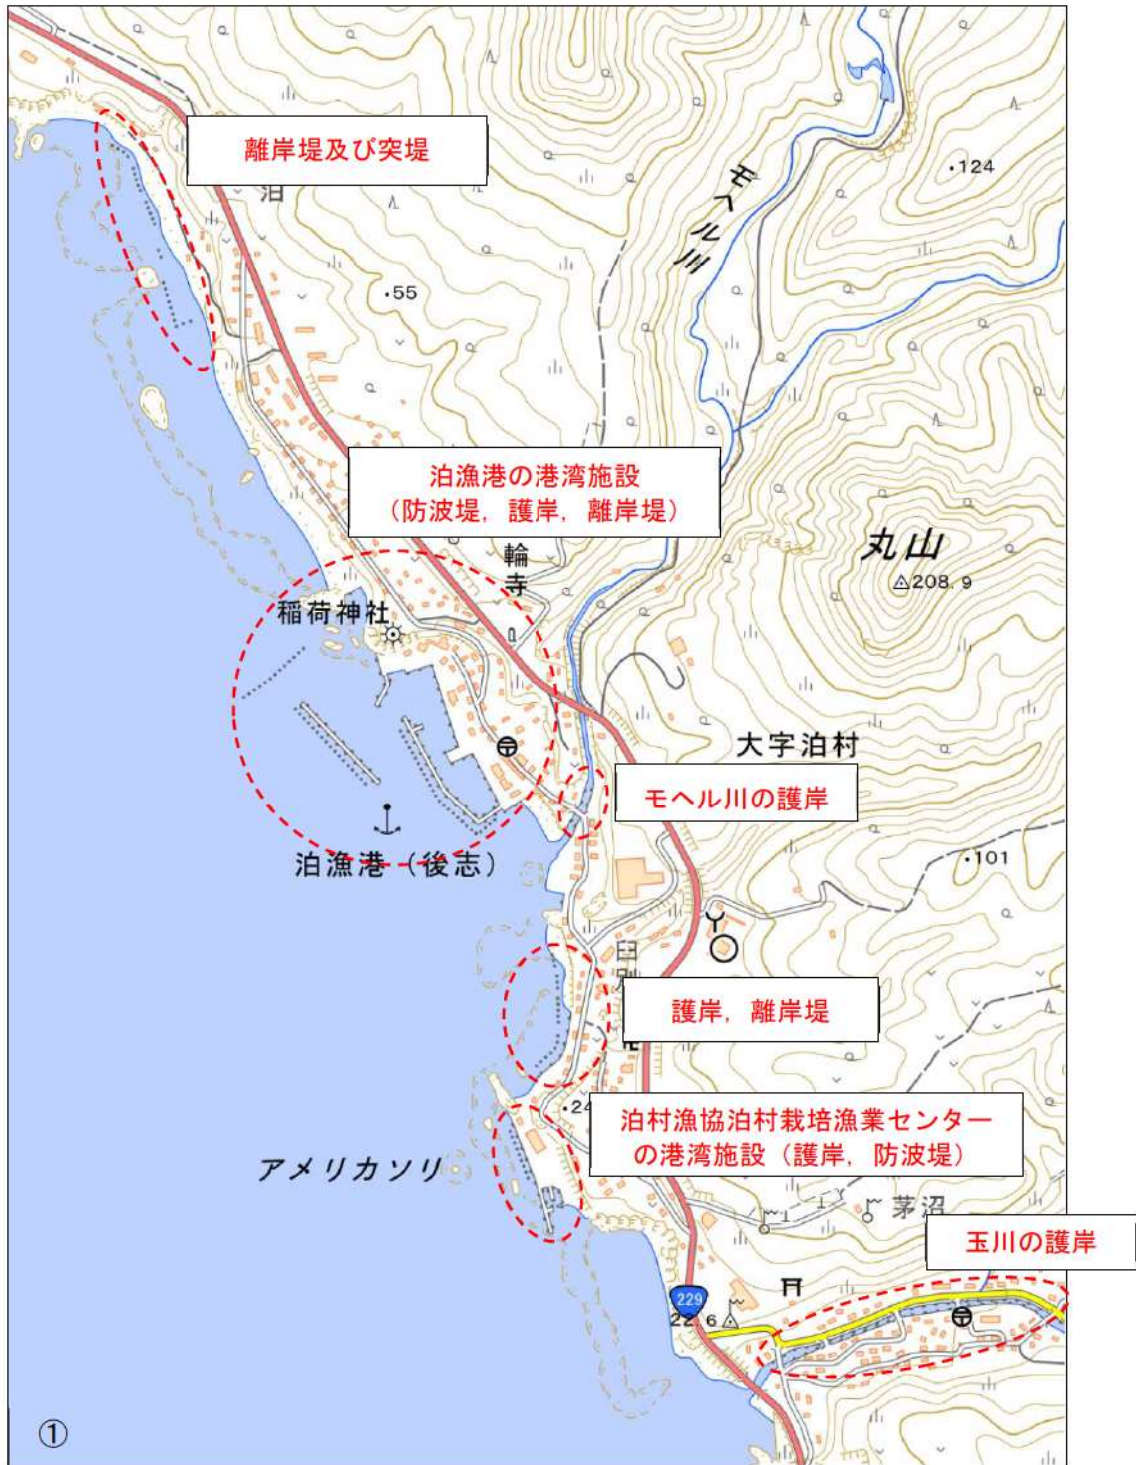 離岸堤及び突堤
泊
モヘル川
・124
・55
泊漁港の港湾施設
（防波堤，護岸，離岸堤）
輪寺
丸山
208.9
稲荷神社
大字泊村
モヘル川の護岸
泊漁港（後志）
・101
臼別
護岸，離岸堤
・24
泊村漁協泊村栽培漁業センター
の港湾施設（護岸，防波堤）
アメリカソリ
茅沼
玉川の護岸
229
22.6
①